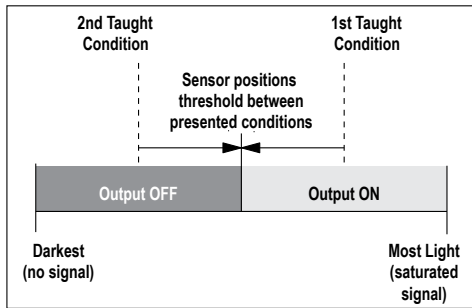 2nd Taught
Condition
1st Taught
Condition
Sensor positions
threshold between
presented conditions
Output OFF
Output ON
Darkest
(no signal)
Most Light
(saturated
signal)